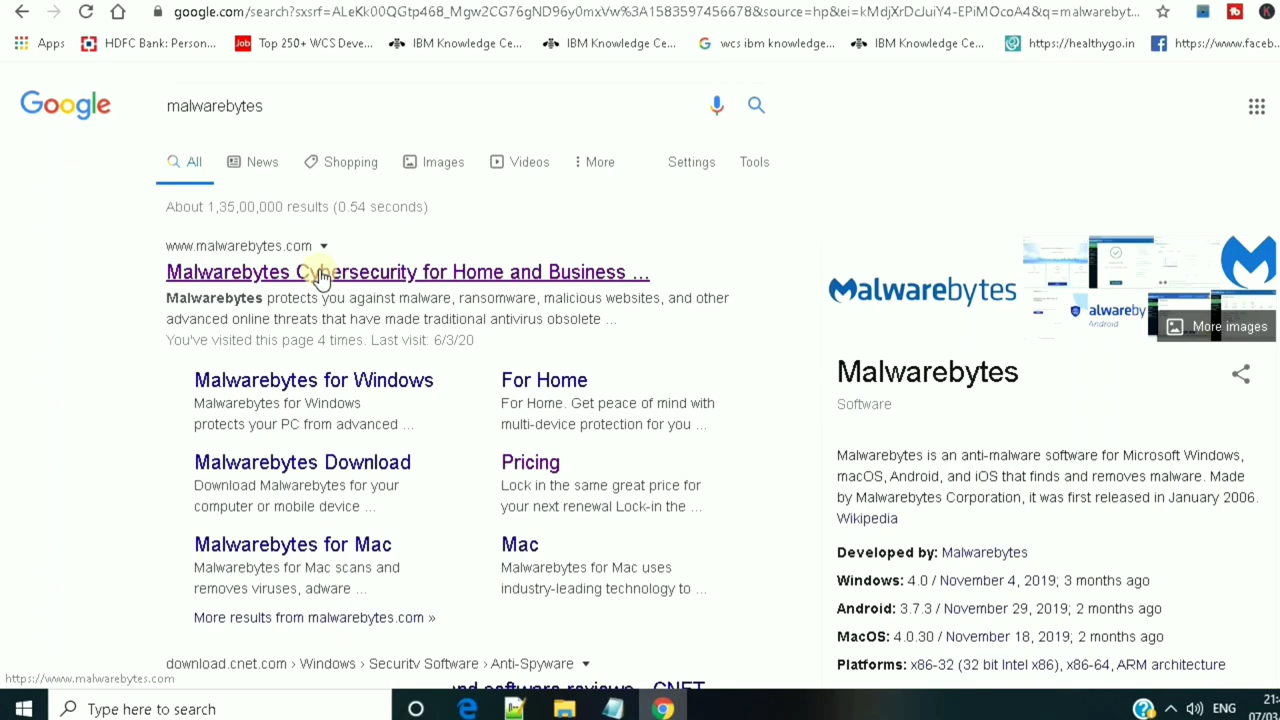 google.com/search?sxsrf=ALeKk00QGtp468_Mgw2CG76gND96y0mxVw%3A1583597456678&source=hp&ei=kMdjXrDcJuiY4-EPiMOcoA4&q=malwarebyt...
Apps HDFC Bank: Person... Job Top 250+ WCS Deve... IBM Knowledge Ce... IBM Knowledge Ce... wcs ibm knowledge... IBM Knowledge Ce... https://healthygo.in https://www.faceb...
Google malwarebytes
All News Shopping Images Videos More Settings Tools
About 1,35,00,000 results (0.54 seconds)
www.malwarebytes.com
Malwarebytes Cybersecurity for Home and Business ...
Malwarebytes protects you against malware, ransomware, malicious websites, and other
advanced online threats that have made traditional antivirus obsolete ...
You've visited this page 4 times. Last visit: 6/3/20
Malwarebytes for Windows
Malwarebytes for Windows
protects your PC from advanced ...
For Home
For Home. Get peace of mind with
multi-device protection for you ...
Malwarebytes Download
Download Malwarebytes for your
computer or mobile device ...
Pricing
Lock in the same great price for
your next renewal Lock-in the ...
Malwarebytes for Mac
Malwarebytes for Mac scans and
removes viruses, adware ...
Mac
Malwarebytes for Mac uses
industry-leading technology to ...
More results from malwarebytes.com »
download.cnet.com › Windows › Security Software › Anti-Spyware
and software reviews - CNET
https://www.malwarebytes.com
Malwarebytes
alwareby
Android
More images
Malwarebytes
Software
Malwarebytes is an anti-malware software for Microsoft Windows,
macOS, Android, and iOS that finds and removes malware. Made
by Malwarebytes Corporation, it was first released in January 2006.
Wikipedia
Developed by: Malwarebytes
Windows: 4.0 / November 4, 2019; 3 months ago
Android: 3.7.3 / November 29, 2019; 2 months ago
MacOS: 4.0.30 / November 18, 2019; 2 months ago
Platforms: x86-32 (32 bit Intel x86), x86-64, ARM architecture
Type here to search
ENG
21:
07/03